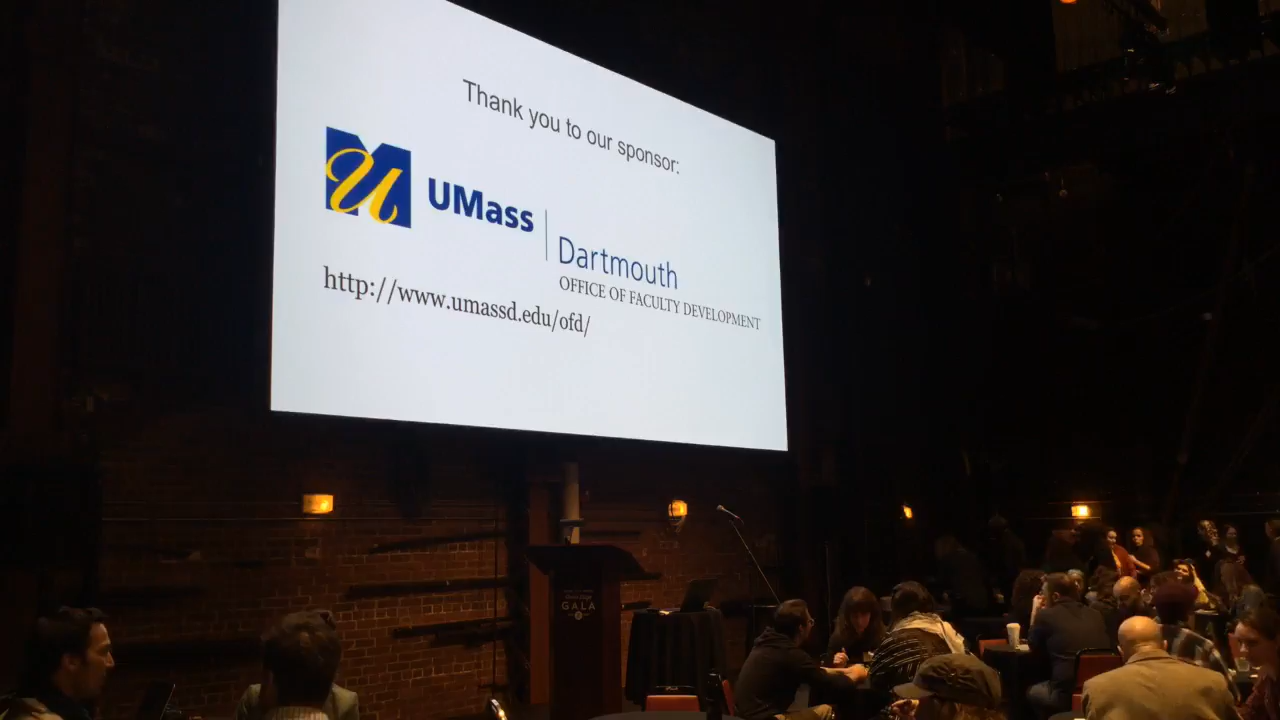 Thank you to our sponsor:
UMass
Dartmouth
OFFICE OF FACULTY DEVELOPMENT
http://www.umassd.edu/ofd/
GALA